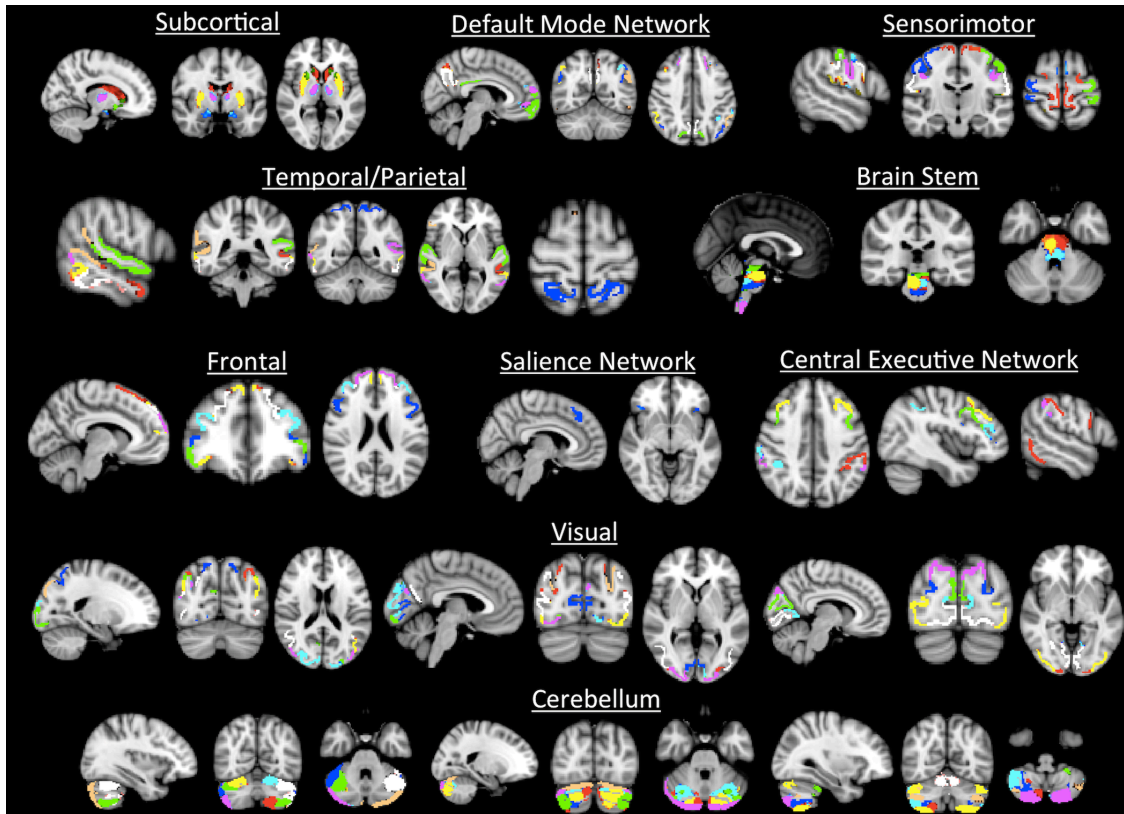 Subcortical
Default Mode Network
Sensorimotor
Temporal/Parietal
Brain Stem
Frontal
Salience Network
Central Executive Network
Visual
Cerebellum